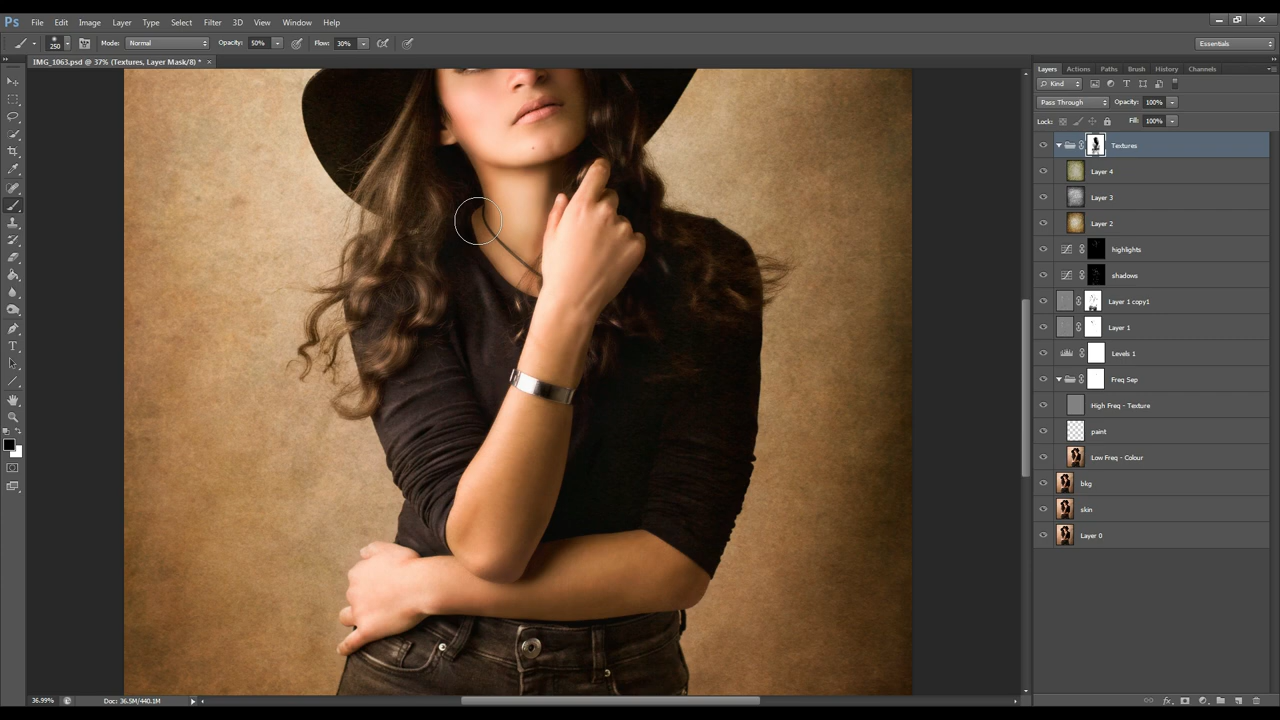 Ps File Edit Image Layer Type Select Filter 3D View Window Help
250 Mode: Normal Opacity: 50% Flow: 30% Essentials
IMG_1063.psd @ 37% (Textures, Layer Mask/8) * ×
Layers Actions Paths Brush History Channels
Kind
Pass Through Opacity: 100%
Lock: Fill: 100%
Textures
Layer 4
Layer 3
Layer 2
highlights
shadows
Layer 1 copy1
Layer 1
Levels 1
Freq Sep
High Freq - Texture
paint
Low Freq - Colour
bkg
skin
Layer 0
36.99% Doc: 36.5M/440.1M
fx